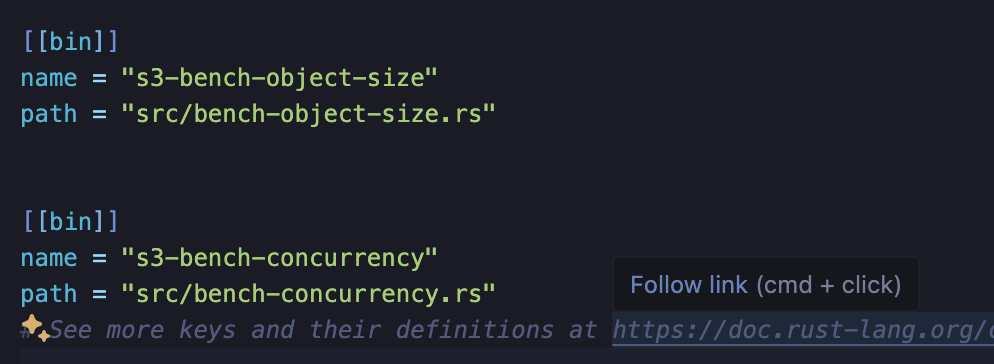 [[bin]]
name = "s3-bench-object-size"
path = "src/bench-object-size.rs"
[[bin]]
name = "s3-bench-concurrency"
Follow link (cmd + click)
path = "src/bench-concurrency.rs"
# See more keys and their definitions at https://doc.rust-lang.org/